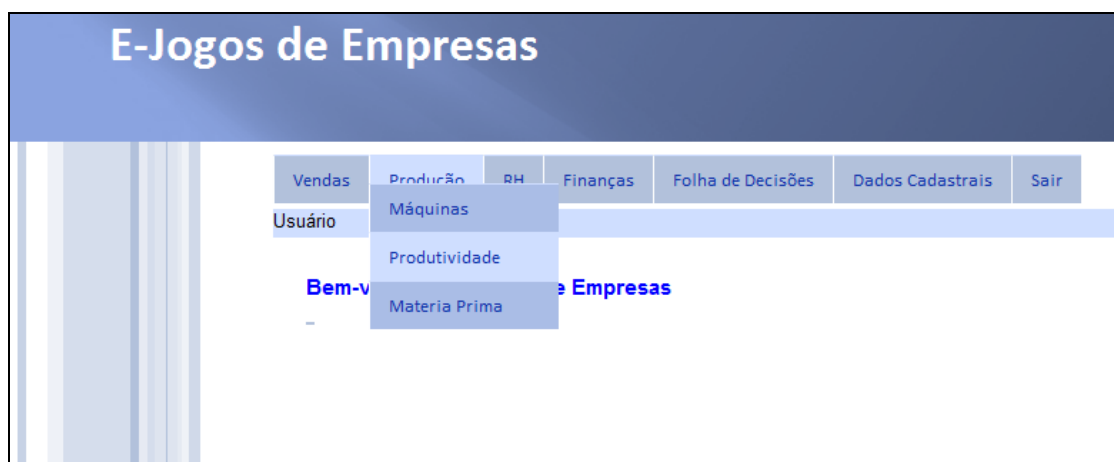 E-Jogos de Empresas
Vendas Produção RH Finanças Folha de Decisões Dados Cadastrais Sair
Máquinas
Usuário
Produtividade
Bem-v e Empresas
Materia Prima